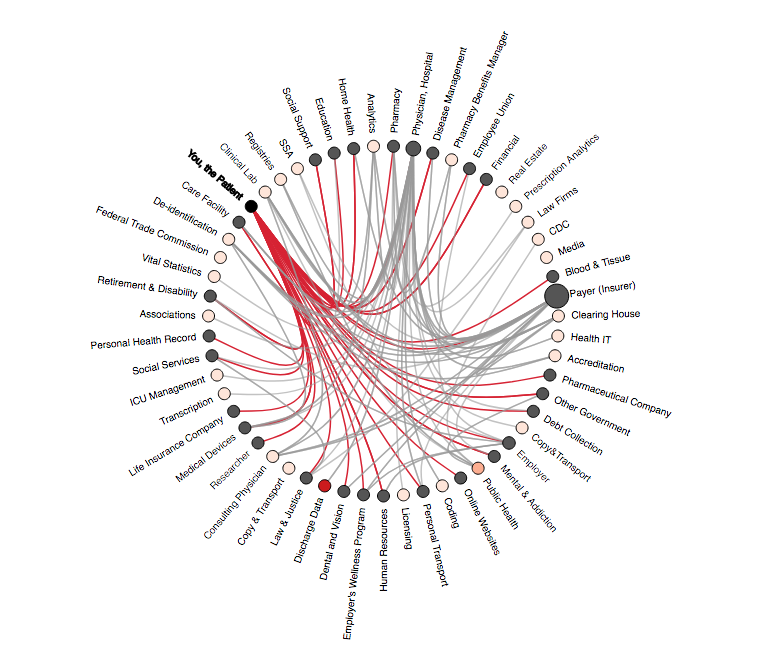 Social Support
Education
Home Health
Analytics
Pharmacy
Physician, Hospital
Disease Management
Pharmacy Benefits Manager
Employee Union
Financial
Real Estate
Prescription Analytics
Law Firms
CDC
Media
Blood & Tissue
Payer (Insurer)
Clearing House
Health IT
Accreditation
Pharmaceutical Company
Other Government
Debt Collection
Copy&Transport
Employer
Mental & Addiction
Public Health
Online Websites
Coding
Personal Transport
Licensing
Human Resources
Employer's Wellness Program
Dental and Vision
Discharge Data
Law & Justice
Copy & Transport
Consulting Physician
Researcher
Medical Devices
Life Insurance Company
Transcription
ICU Management
Social Services
Personal Health Record
Associations
Retirement & Disability
Vital Statistics
Federal Trade Commission
De-identification
Care Facility
You, the Patient
Clinical Lab
Registries
SSA